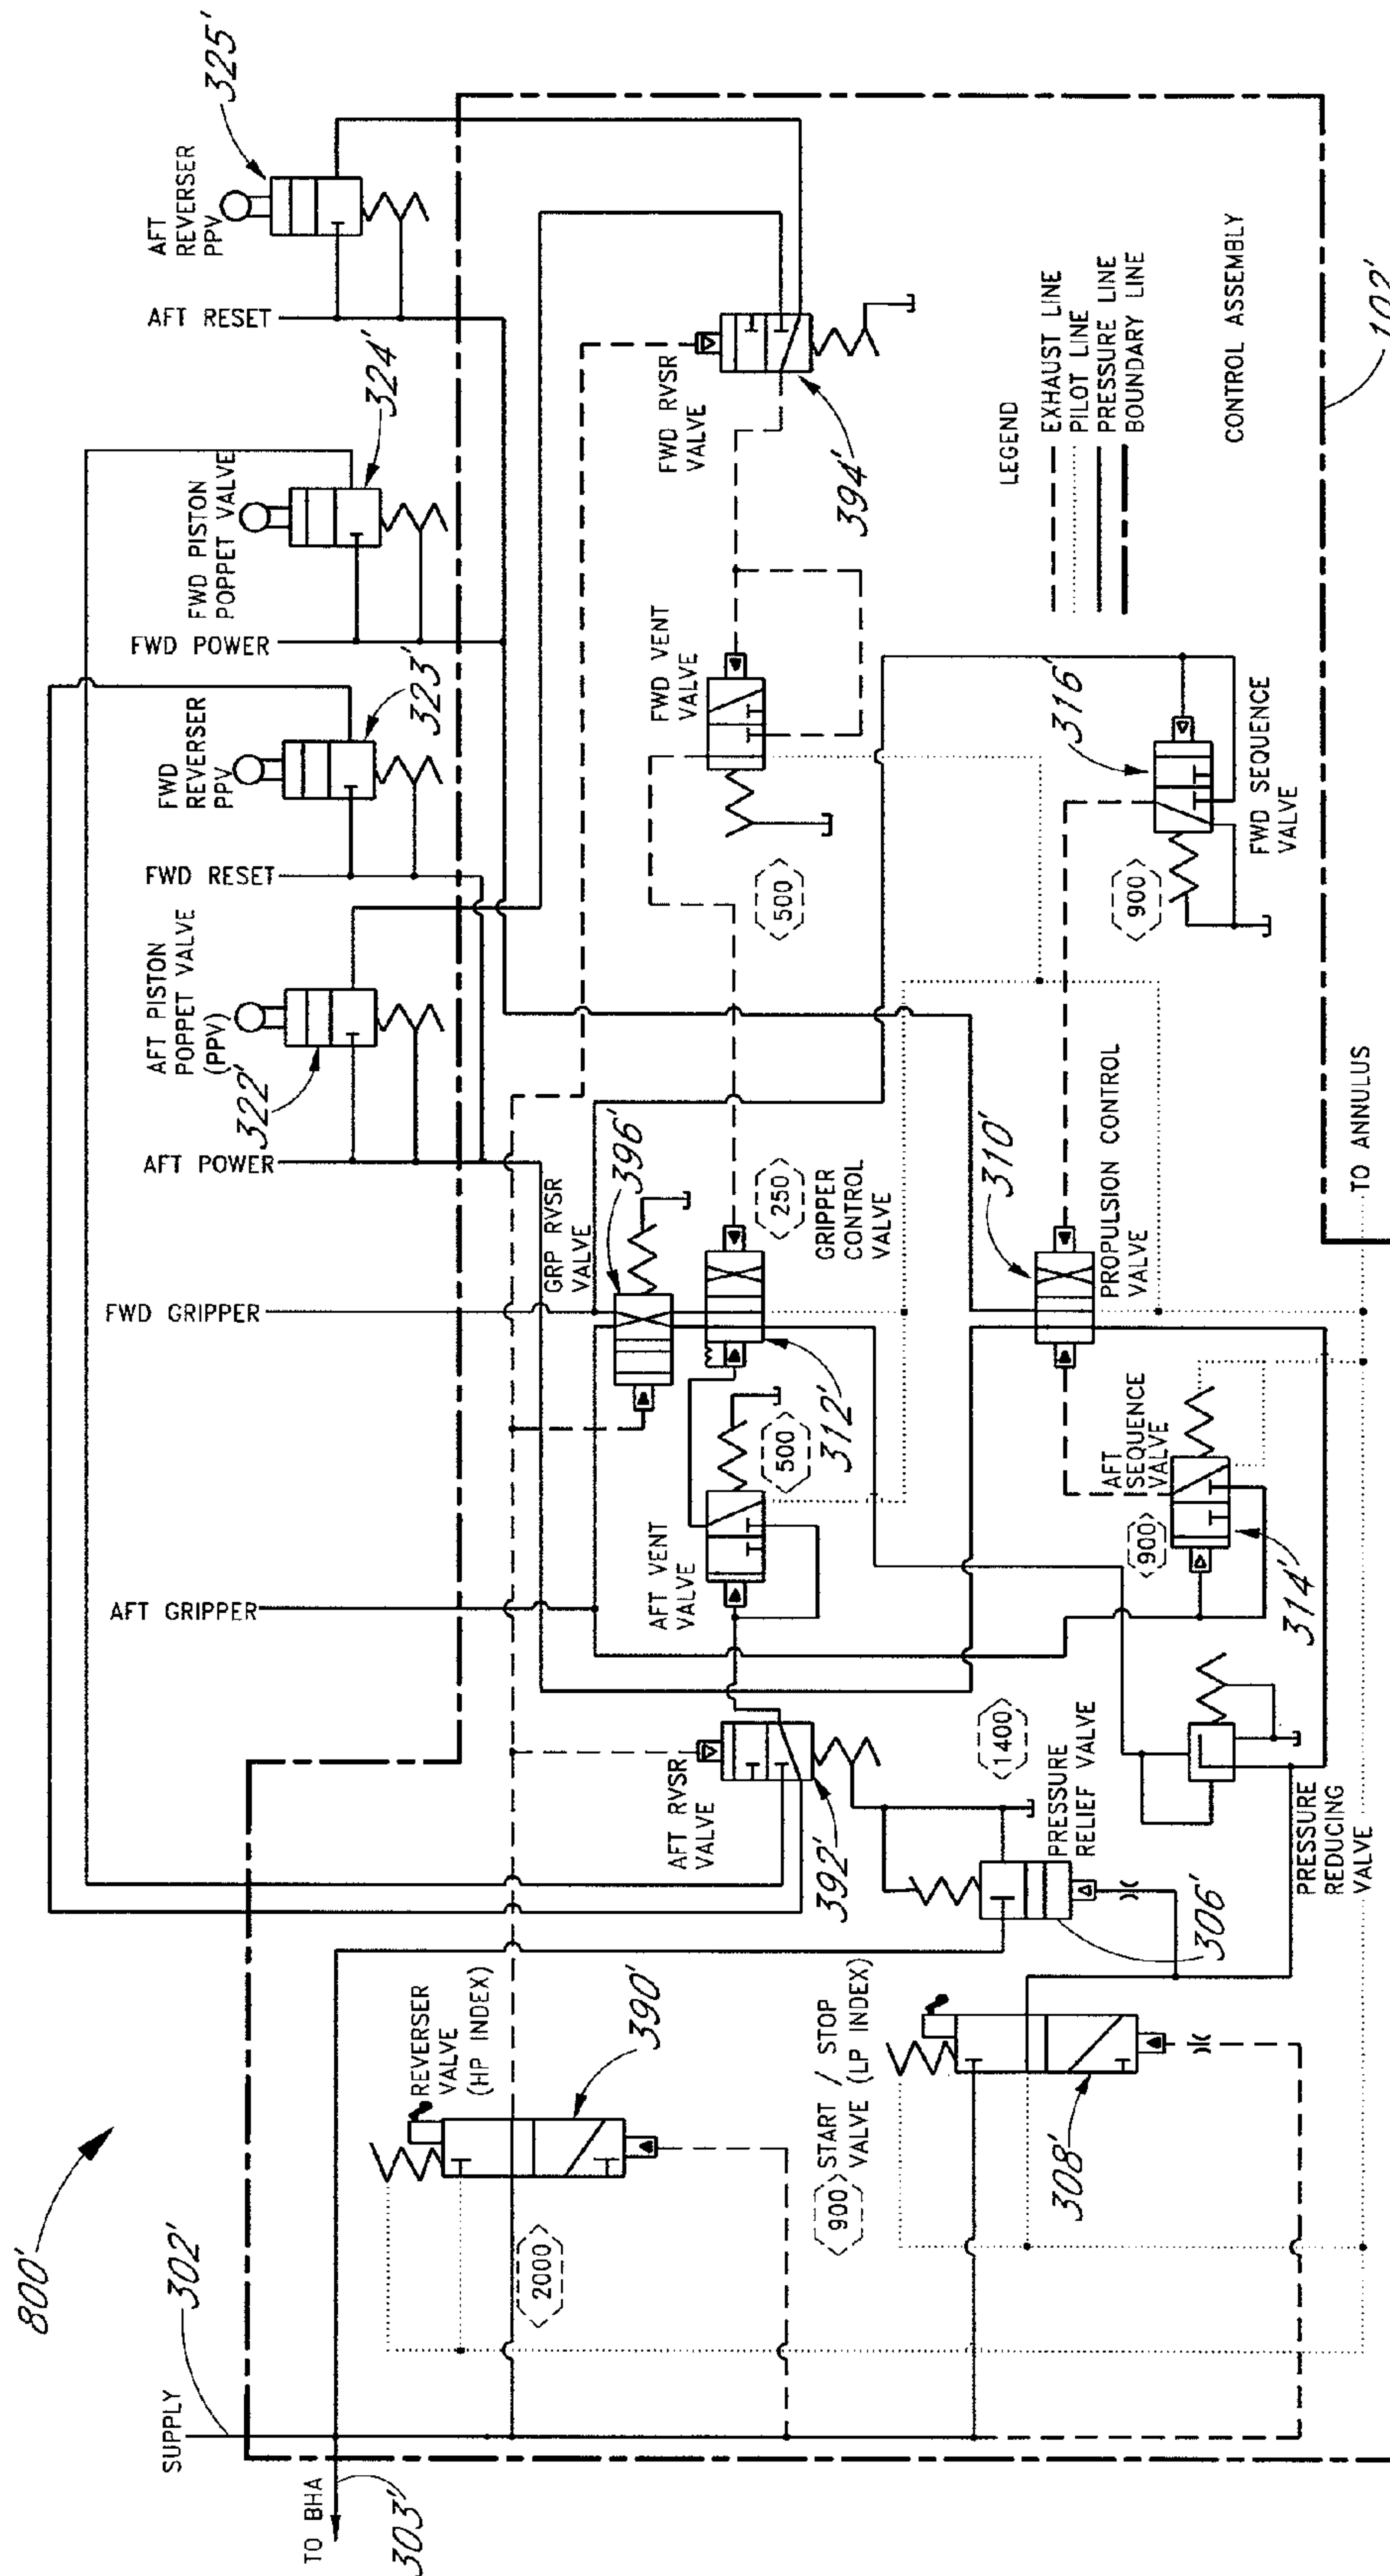 800'
SUPPLY
302'
TO BHA
303'
2000
REVERSER
VALVE
(HP INDEX)
390'
900
START / STOP
VALVE (LP INDEX)
308'
306'
PRESSURE
RELIEF VALVE
1400
AFT RVSR
VALVE
392'
PRESSURE
REDUCING
VALVE
AFT GRIPPER
AFT VENT
VALVE
500
312'
AFT
SEQUENCE
VALVE
900
314'
FWD GRIPPER
GRP RVSR
VALVE
396'
250
GRIPPER
CONTROL
VALVE
310'
PROPULSION CONTROL
VALVE
TO ANNULUS
AFT POWER
322'
AFT PISTON
POPPET VALVE
(PPV)
FWD RESET
FWD
REVERSER
PPV
323'
FWD POWER
FWD PISTON
POPPET VALVE
324'
AFT RESET
AFT
REVERSER
PPV
325'
500
FWD VENT
VALVE
FWD RVSR
VALVE
394'
900
316'
FWD SEQUENCE
VALVE
LEGEND
EXHAUST LINE
PILOT LINE
PRESSURE LINE
BOUNDARY LINE
CONTROL ASSEMBLY
102'